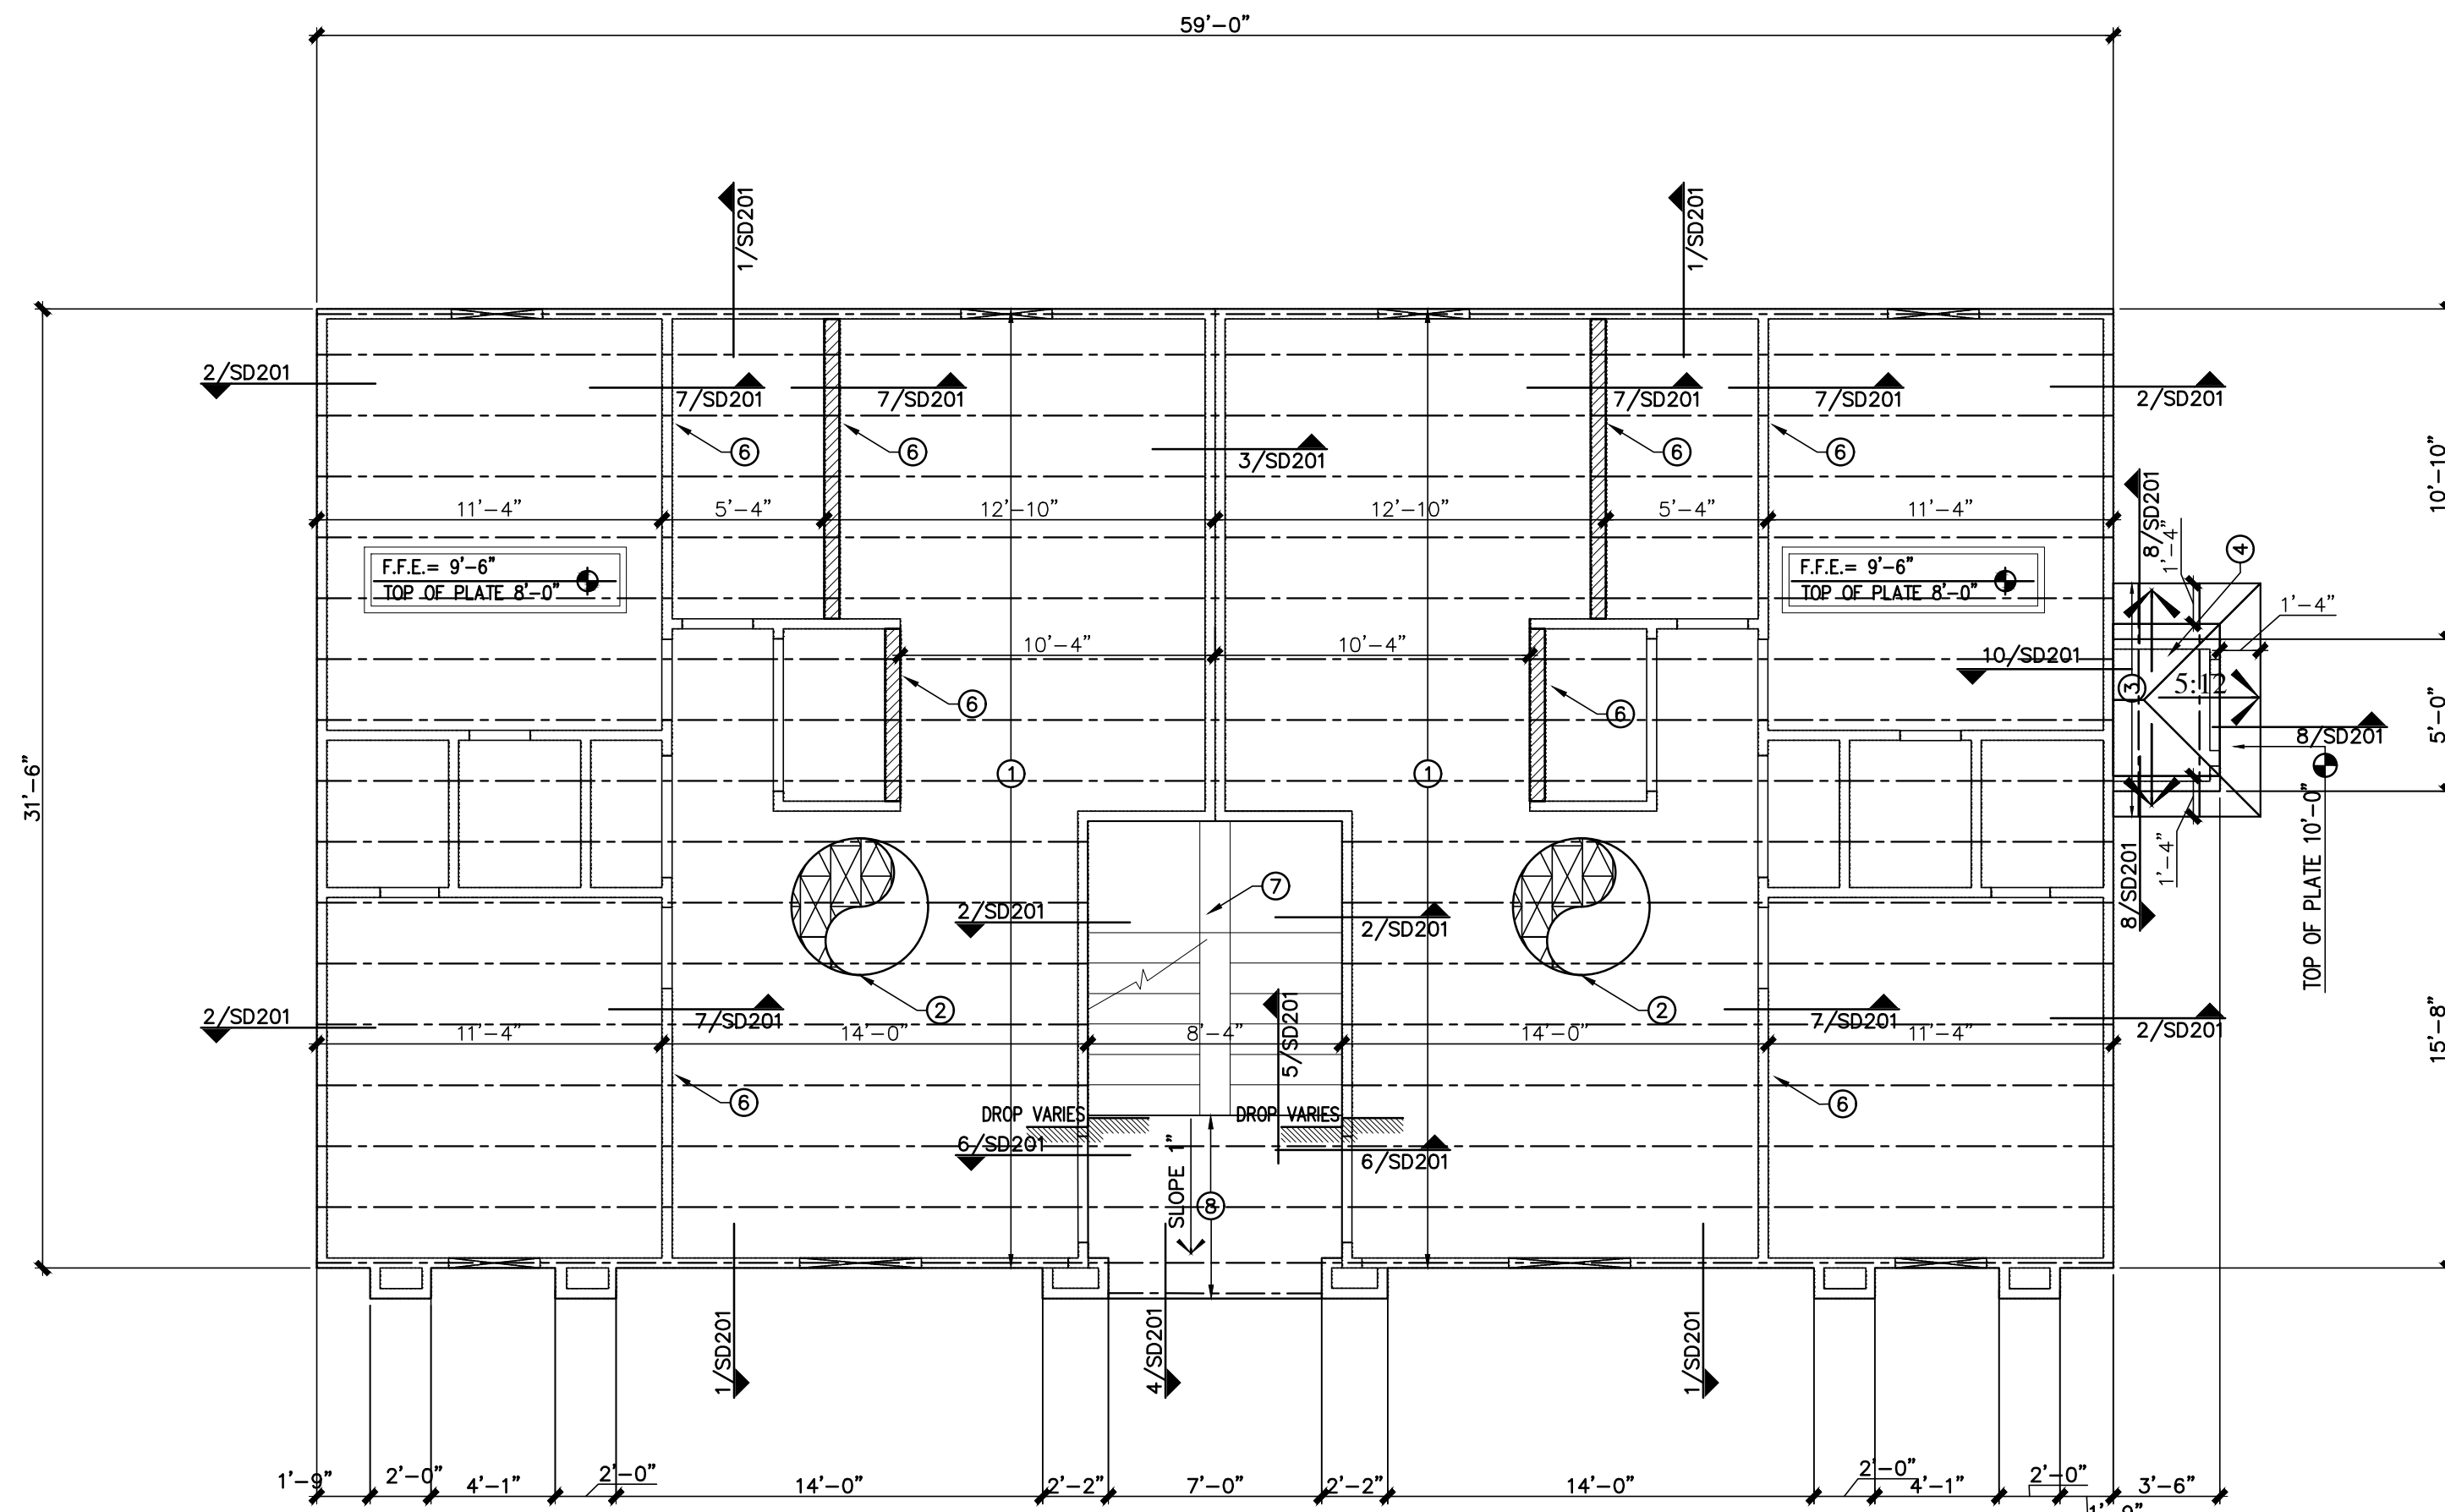 59'-0"
1/SD201
1/SD201
2/SD201
7/SD201
7/SD201
7/SD201
7/SD201
2/SD201
6
6
3/SD201
6
6
10'-10"
8/SD201
11'-4"
5'-4"
12'-10"
12'-10"
5'-4"
11'-4"
1'-4"
4
F.F.E.= 9'-6"
TOP OF PLATE 8'-0"
F.F.E.= 9'-6"
TOP OF PLATE 8'-0"
1'-4"
10'-4"
10'-4"
10/SD201
3
5:12
6
6
5'-0"
8/SD201
31'-6"
1
1
TOP OF PLATE 10'-0"
1'-4"
8/SD201
7
2/SD201
2/SD201
2
2
2/SD201
7/SD201
7/SD201
2/SD201
11'-4"
14'-0"
8'-4"
5/SD201
14'-0"
11'-4"
15'-8"
6
6
DROP VARIES
DROP VARIES
6/SD201
6/SD201
SLOPE 1"
8
1/SD201
4/SD201
1/SD201
1'-9"
2'-0"
4'-1"
2'-0"
14'-0"
2'-2"
7'-0"
2'-2"
14'-0"
2'-0"
4'-1"
2'-0"
1'-9"
3'-6"